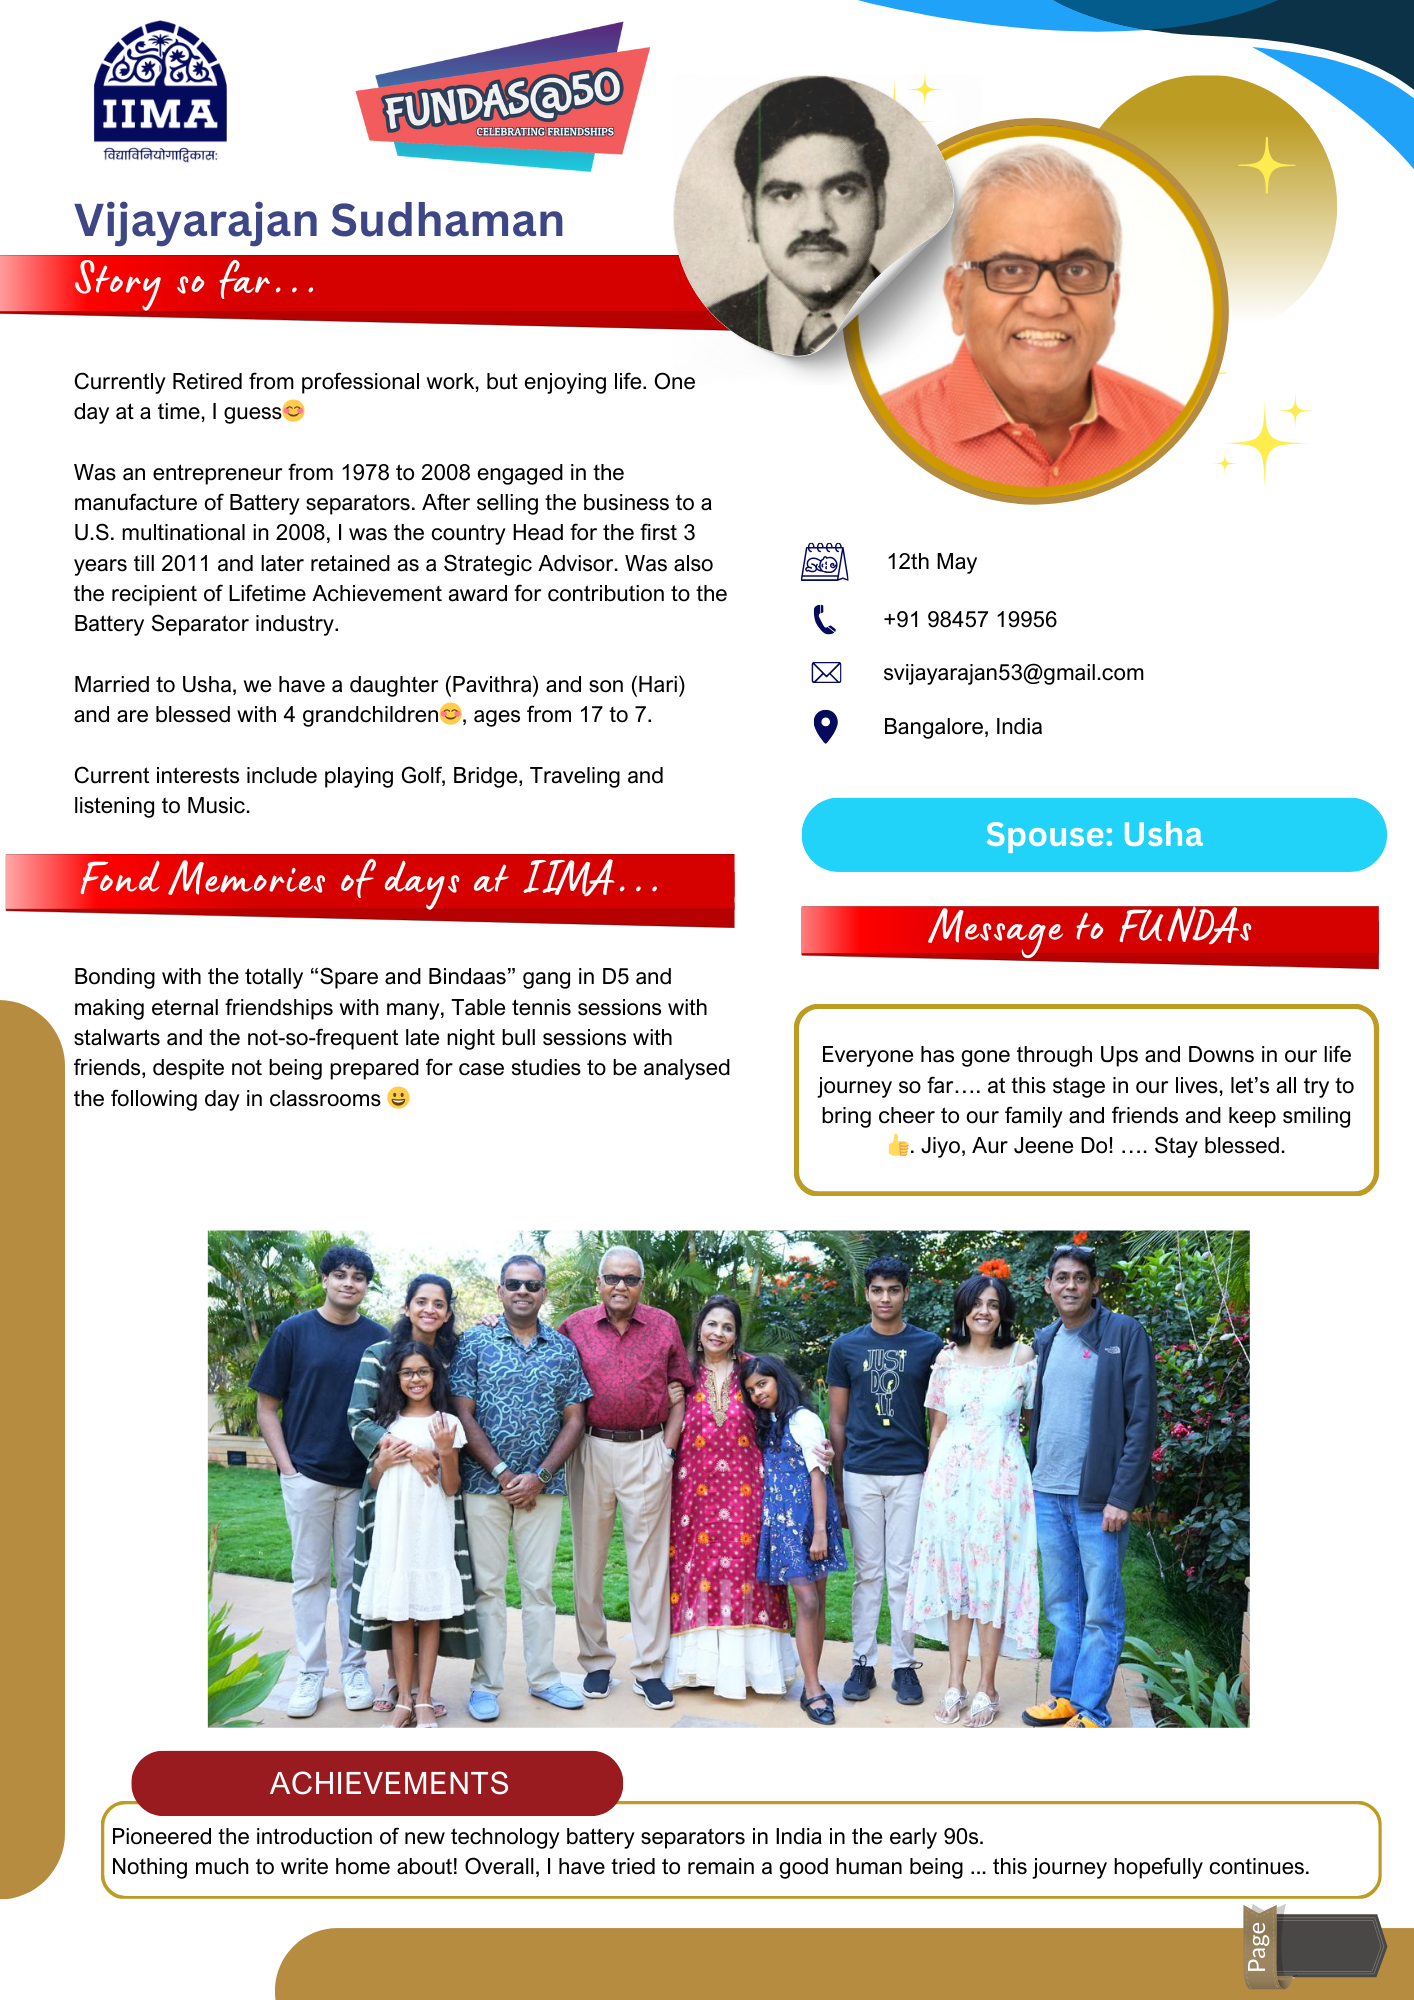 IIMA
विद्याविनियोगाद्विकास:
FUNDAS@50
CELEBRATING FRIENDSHIPS
Vijayarajan Sudhaman
Story so far...
Currently Retired from professional work, but enjoying life. One
day at a time, I guess😊
Was an entrepreneur from 1978 to 2008 engaged in the
manufacture of Battery separators. After selling the business to a
U.S. multinational in 2008, I was the country Head for the first 3
years till 2011 and later retained as a Strategic Advisor. Was also
the recipient of Lifetime Achievement award for contribution to the
Battery Separator industry.
Married to Usha, we have a daughter (Pavithra) and son (Hari)
and are blessed with 4 grandchildren😊, ages from 17 to 7.
Current interests include playing Golf, Bridge, Traveling and
listening to Music.
Fond Memories of days at IIMA...
Bonding with the totally “Spare and Bindaas” gang in D5 and
making eternal friendships with many, Table tennis sessions with
stalwarts and the not-so-frequent late night bull sessions with
friends, despite not being prepared for case studies to be analysed
the following day in classrooms 😃
12th May
+91 98457 19956
svijayarajan53@gmail.com
Bangalore, India
Spouse: Usha
Message to FUNDAs
Everyone has gone through Ups and Downs in our life
journey so far…. at this stage in our lives, let’s all try to
bring cheer to our family and friends and keep smiling
👍. Jiyo, Aur Jeene Do! …. Stay blessed.
JUST
DO
IT.
ACHIEVEMENTS
Pioneered the introduction of new technology battery separators in India in the early 90s.
Nothing much to write home about! Overall, I have tried to remain a good human being ... this journey hopefully continues.
Page